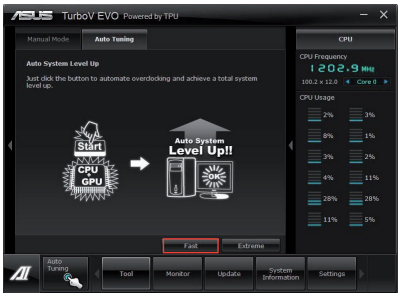 ASUS TurboV EVO Powered by TPU
Manual Mode
Auto Tuning
Auto System Level Up
Just click the button to automate overclocking and achieve a total system
level up.
Start
CPU
GPU
Auto System
Level Up!!
OK
Fast
Extreme
CPU
CPU Frequency
1202.9 MHz
100.2 x 12.0
Core 0
CPU Usage
2%
3%
8%
1%
3%
2%
4%
11%
28%
28%
11%
5%
Auto
Tuning
Tool
Monitor
Update
System
Information
Settings